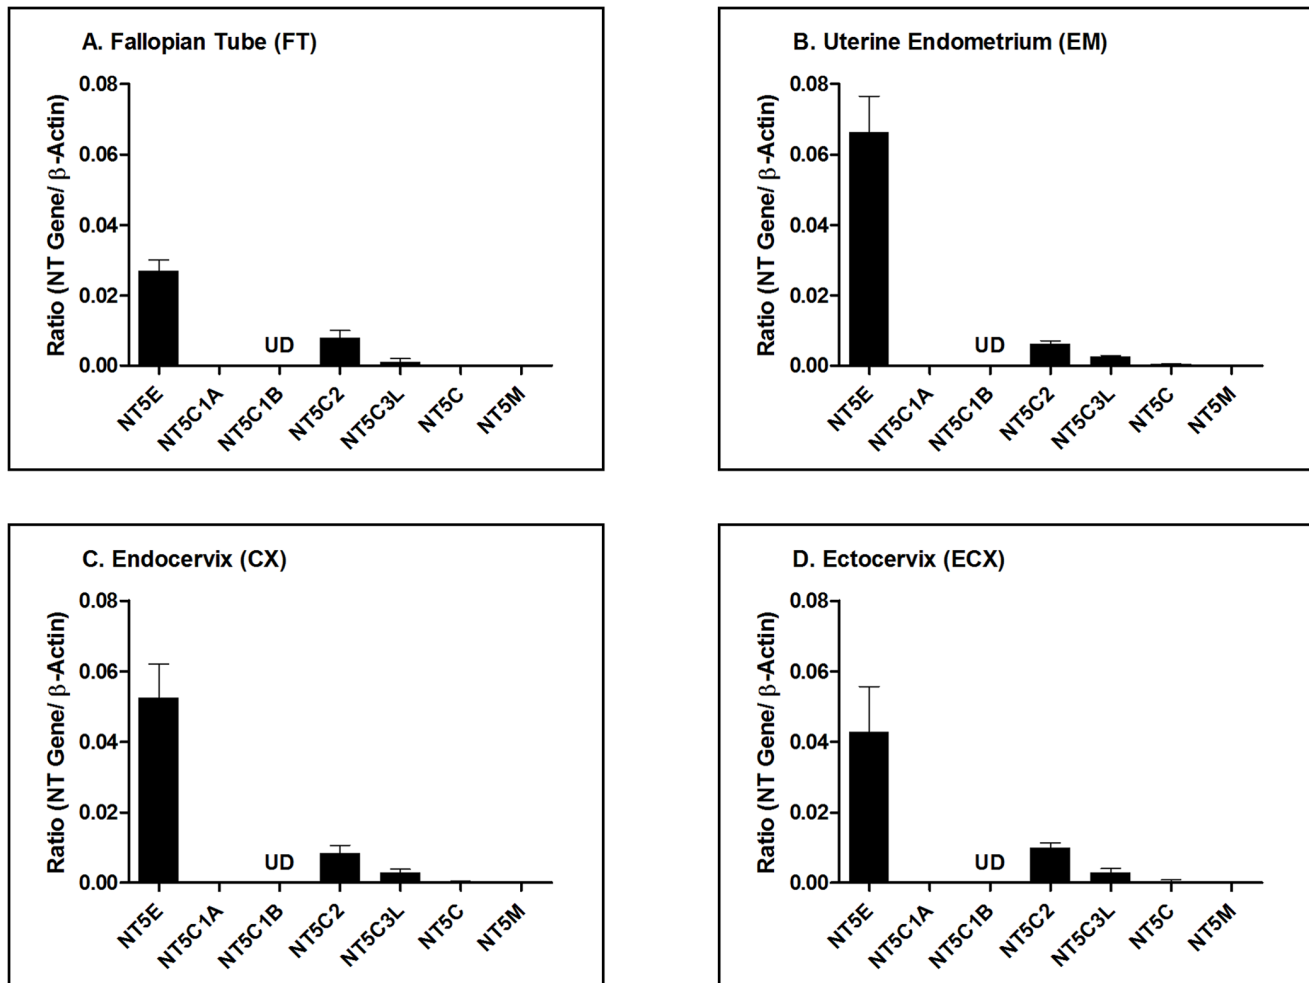 A. Fallopian Tube (FT)
Ratio (NT Gene/ β-Actin)
0.08
0.06
0.04
0.02
0.00
UD
NT5E
NT5C1A
NT5C1B
NT5C2
NT5C3L
NT5C
NT5M
B. Uterine Endometrium (EM)
Ratio (NT Gene/ β-Actin)
0.08
0.06
0.04
0.02
0.00
UD
NT5E
NT5C1A
NT5C1B
NT5C2
NT5C3L
NT5C
NT5M
C. Endocervix (CX)
Ratio (NT Gene/ β-Actin)
0.08
0.06
0.04
0.02
0.00
UD
NT5E
NT5C1A
NT5C1B
NT5C2
NT5C3L
NT5C
NT5M
D. Ectocervix (ECX)
Ratio (NT Gene/ β-Actin)
0.08
0.06
0.04
0.02
0.00
UD
NT5E
NT5C1A
NT5C1B
NT5C2
NT5C3L
NT5C
NT5M